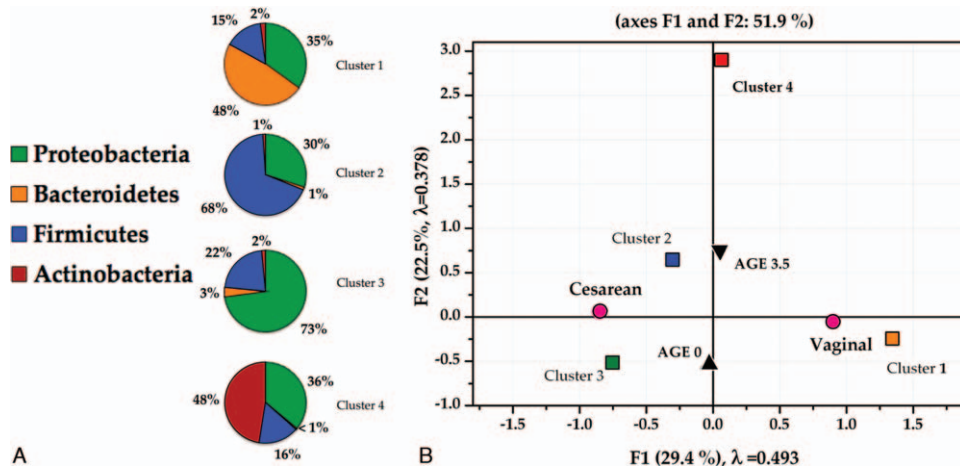 2%
15%
35%
Cluster 1
48%
1%
30%
Cluster 2
1%
68%
Proteobacteria
Bacteroidetes
Firmicutes
Actinobacteria
2%
22%
Cluster 3
3%
73%
36%
48%
Cluster 4
< 1%
16%
A
(axes F1 and F2: 51.9 %)
3.0
2.5
2.0
1.5
1.0
0.5
0.0
-0.5
-1.0
F2 (22.5%, λ=0.378)
Cluster 4
Cluster 2
AGE 3.5
Cesarean
Vaginal
AGE 0
Cluster 3
Cluster 1
-1.5
-1.0
-0.5
0.0
0.5
1.0
1.5
F1 (29.4 %), λ =0.493
B